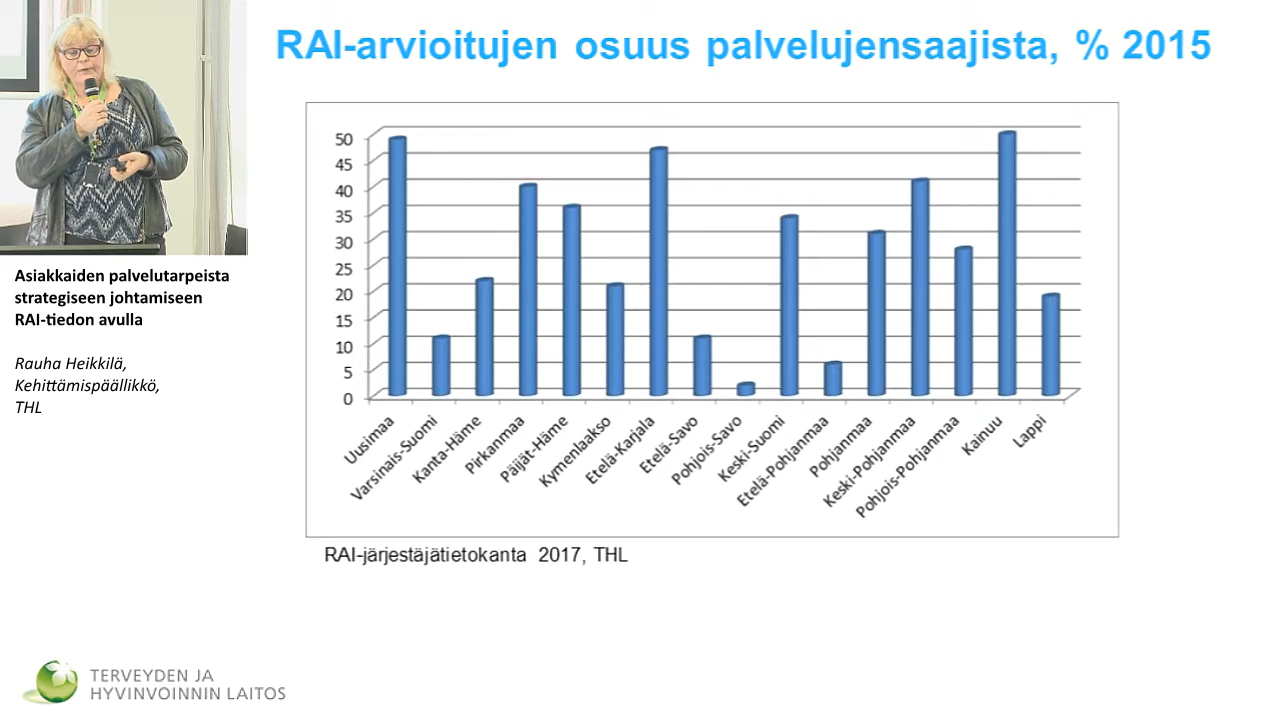 RAI-arvioitujen osuus palvelujensaajista, % 2015
50
45
40
35
30
25
20
15
10
5
0
Uusimaa
Varsinais-Suomi
Kanta-Häme
Pirkanmaa
Päijät-Häme
Kymenlaakso
Etelä-Karjala
Etelä-Savo
Pohjois-Savo
Keski-Suomi
Etelä-Pohjanmaa
Pohjanmaa
Keski-Pohjanmaa
Pohjois-Pohjanmaa
Kainuu
Lappi
RAI-järjestäjätietokanta 2017, THL
Asiakkaiden palvelutarpeista
strategiseen johtamiseen
RAI-tiedon avulla
Rauha Heikkilä,
Kehittämispäällikkö,
THL
TERVEYDEN JA
HYVINVOINNIN LAITOS